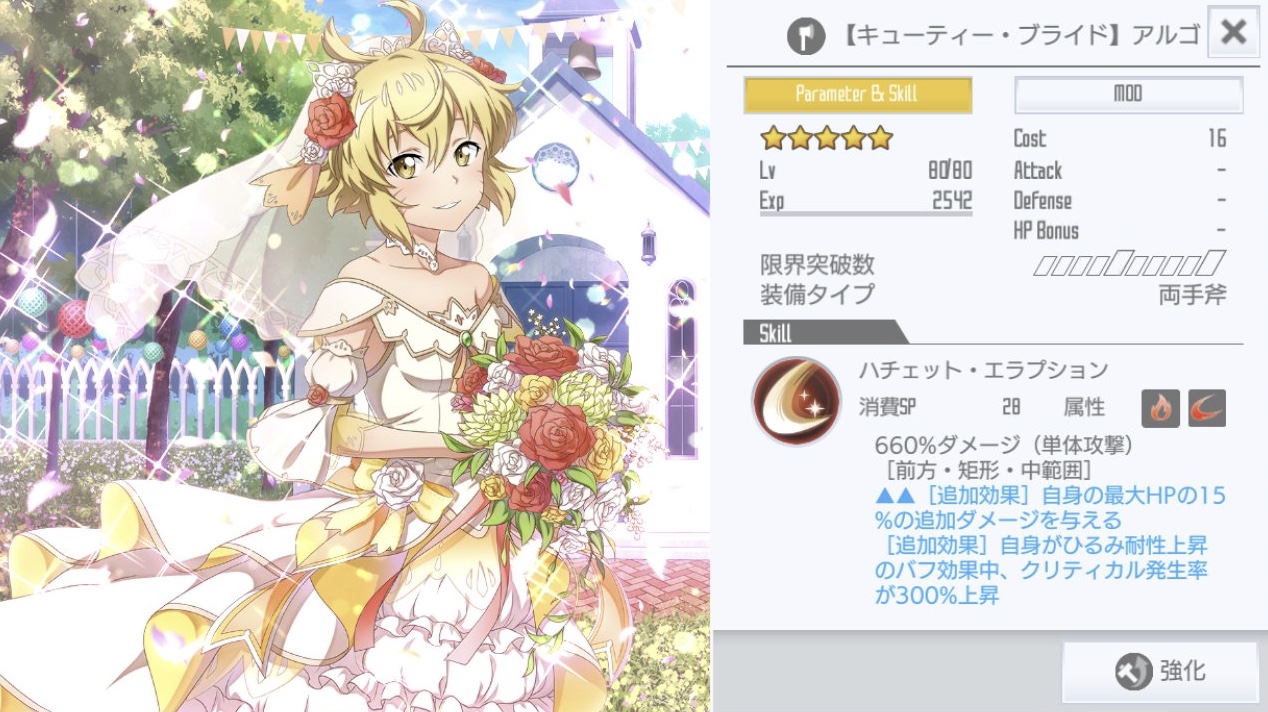 【キューティー・ブライド】アルゴ
Parameter & Skill
MOD
Lv 80/80
Exp 2542
Cost 16
Attack -
Defense -
HP Bonus -
限界突破数
装備タイプ 両手斧
Skill
ハチェット・エラプション
消費SP 28 属性
660%ダメージ（単体攻撃）
［前方・矩形・中範囲］
▲▲［追加効果］自身の最大HPの15
%の追加ダメージを与える
［追加効果］自身がひるみ耐性上昇
のバフ効果中、クリティカル発生率
が300%上昇
強化